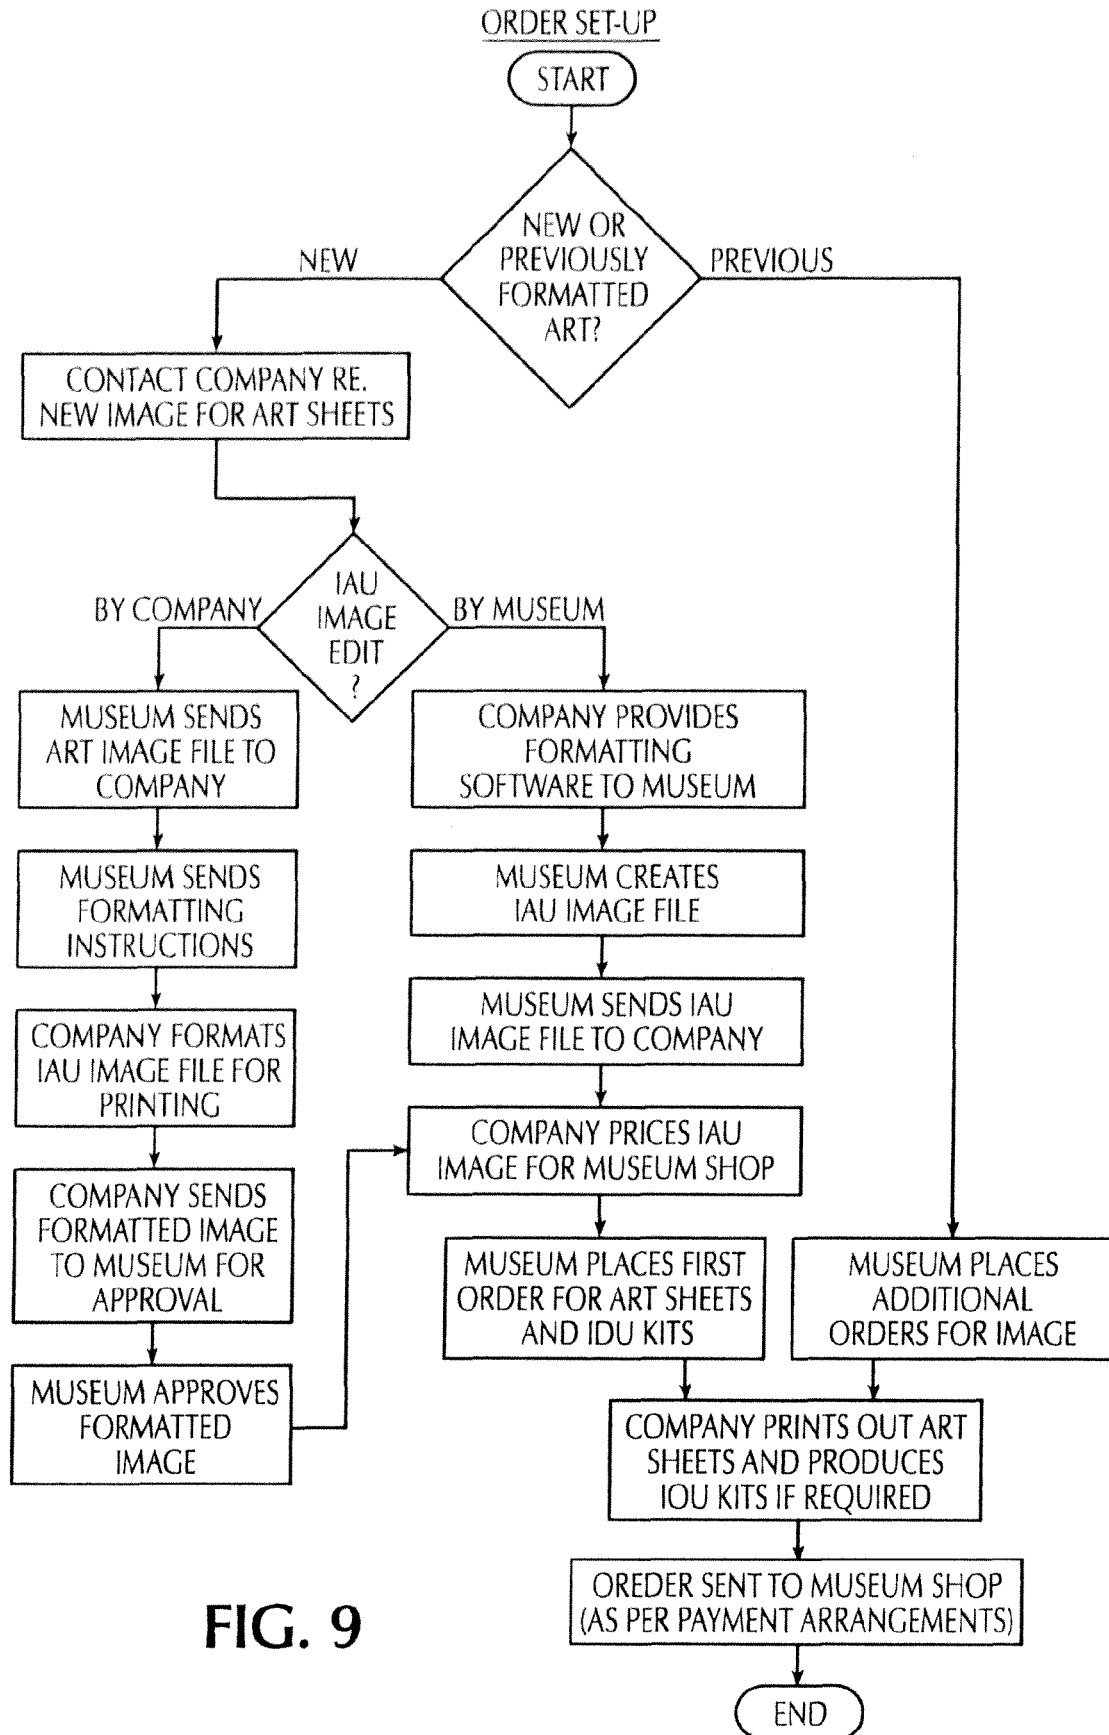 ORDER SET-UP
START
NEW OR
PREVIOUSLY
FORMATTED
ART?
NEW
PREVIOUS
CONTACT COMPANY RE.
NEW IMAGE FOR ART SHEETS
IAU
IMAGE
EDIT
?
BY COMPANY
BY MUSEUM
MUSEUM SENDS
ART IMAGE FILE TO
COMPANY
MUSEUM SENDS
FORMATTING
INSTRUCTIONS
COMPANY FORMATS
IAU IMAGE FILE FOR
PRINTING
COMPANY SENDS
FORMATTED IMAGE
TO MUSEUM FOR
APPROVAL
MUSEUM APPROVES
FORMATTED
IMAGE
COMPANY PROVIDES
FORMATTING
SOFTWARE TO MUSEUM
MUSEUM CREATES
IAU IMAGE FILE
MUSEUM SENDS IAU
IMAGE FILE TO COMPANY
COMPANY PRICES IAU
IMAGE FOR MUSEUM SHOP
MUSEUM PLACES FIRST
ORDER FOR ART SHEETS
AND IDU KITS
MUSEUM PLACES
ADDITIONAL
ORDERS FOR IMAGE
COMPANY PRINTS OUT ART
SHEETS AND PRODUCES
IOU KITS IF REQUIRED
OREDER SENT TO MUSEUM SHOP
(AS PER PAYMENT ARRANGEMENTS)
END
FIG. 9